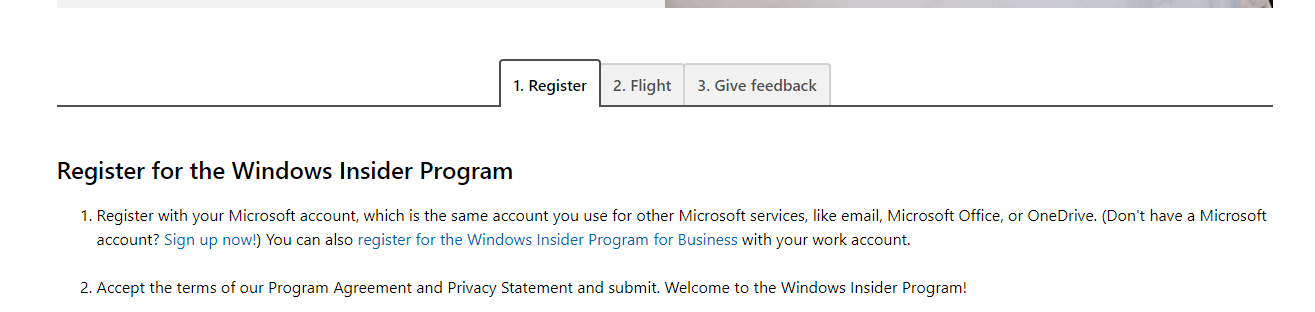 1. Register
2. Flight
3. Give feedback
Register for the Windows Insider Program
1. Register with your Microsoft account, which is the same account you use for other Microsoft services, like email, Microsoft Office, or OneDrive. (Don't have a Microsoft
account? Sign up now!) You can also register for the Windows Insider Program for Business with your work account.
2. Accept the terms of our Program Agreement and Privacy Statement and submit. Welcome to the Windows Insider Program!